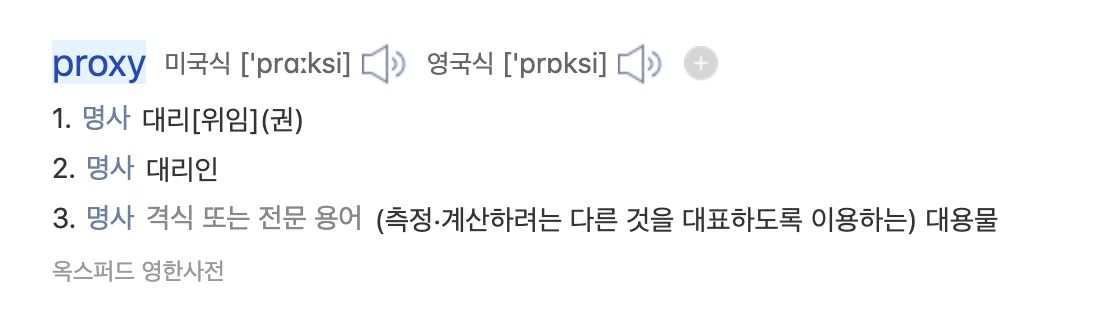 proxy 미국식 ['prɑːksi] 영국식 ['prɒksi]
1. 명사 대리[위임](권)
2. 명사 대리인
3. 명사 격식 또는 전문 용어 (측정·계산하려는 다른 것을 대표하도록 이용하는) 대용물
옥스퍼드 영한사전